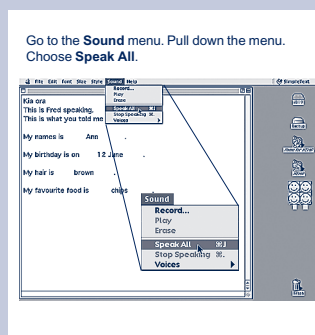 Go to the Sound menu. Pull down the menu.
Choose Speak All.
File Edit Font Size Style Sound Help
SimpleText
Record...
Play
Erase
Speak All ⌘J
Stop Speaking ⌘.
Voices
Kia ora
This is Fred speaking.
This is what you told me
My names is Ann .
My birthday is on 12 June .
My hair is brown .
My favourite food is chips .
Sound
Record...
Play
Erase
Speak All ⌘J
Stop Speaking ⌘.
Voices